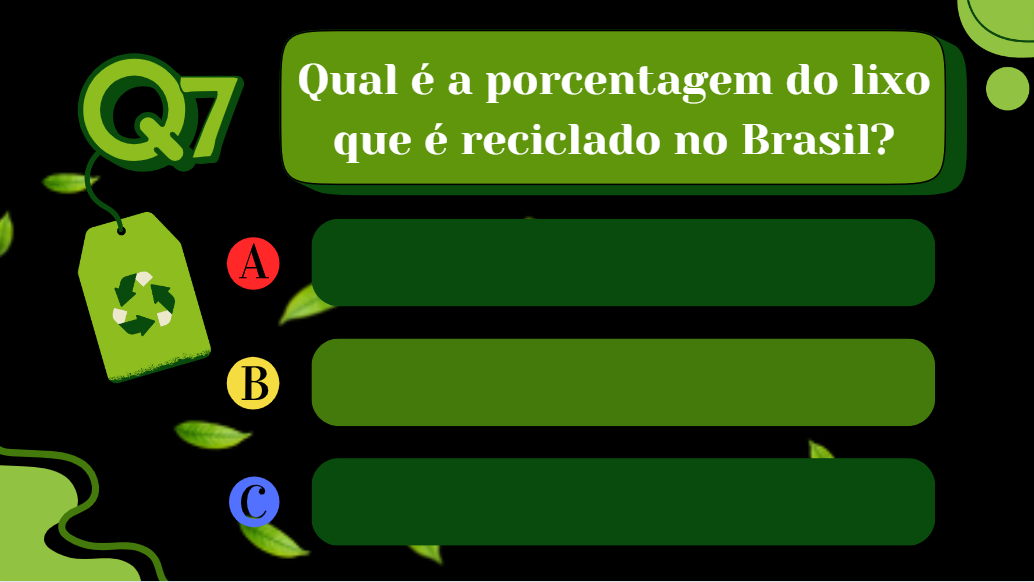 Q7
Qual é a porcentagem do lixo
que é reciclado no Brasil?
A
B
C